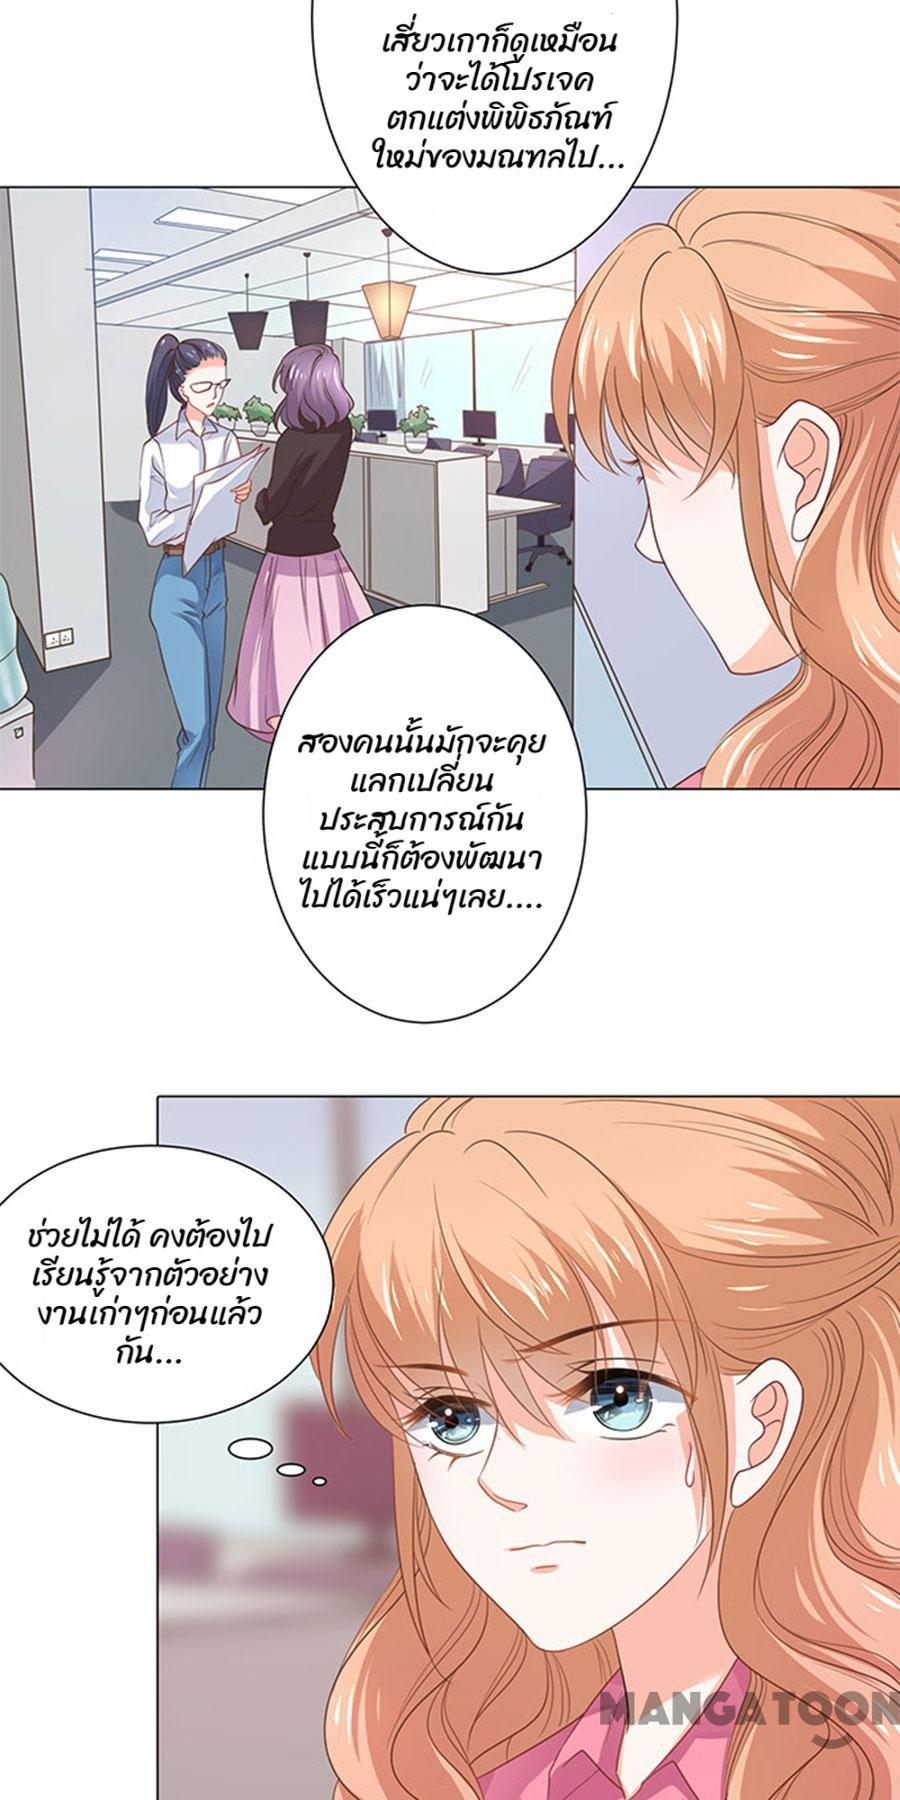 เสี่ยวเกาก็ดูเหมือน
ว่าจะได้โปรเจค
ตกแต่งพิพิธภัณฑ์
ใหม่ของมณฑลไป...
สองคนนั้นมักจะคุย
แลกเปลี่ยน
ประสบการณ์กัน
แบบนี้ก็ต้องพัฒนา
ไปได้เร็วแน่ๆเลย....
ช่วยไม่ได้ คงต้องไป
เรียนรู้จากตัวอย่าง
งานเก่าๆก่อนแล้ว
กัน...
MANGATOON